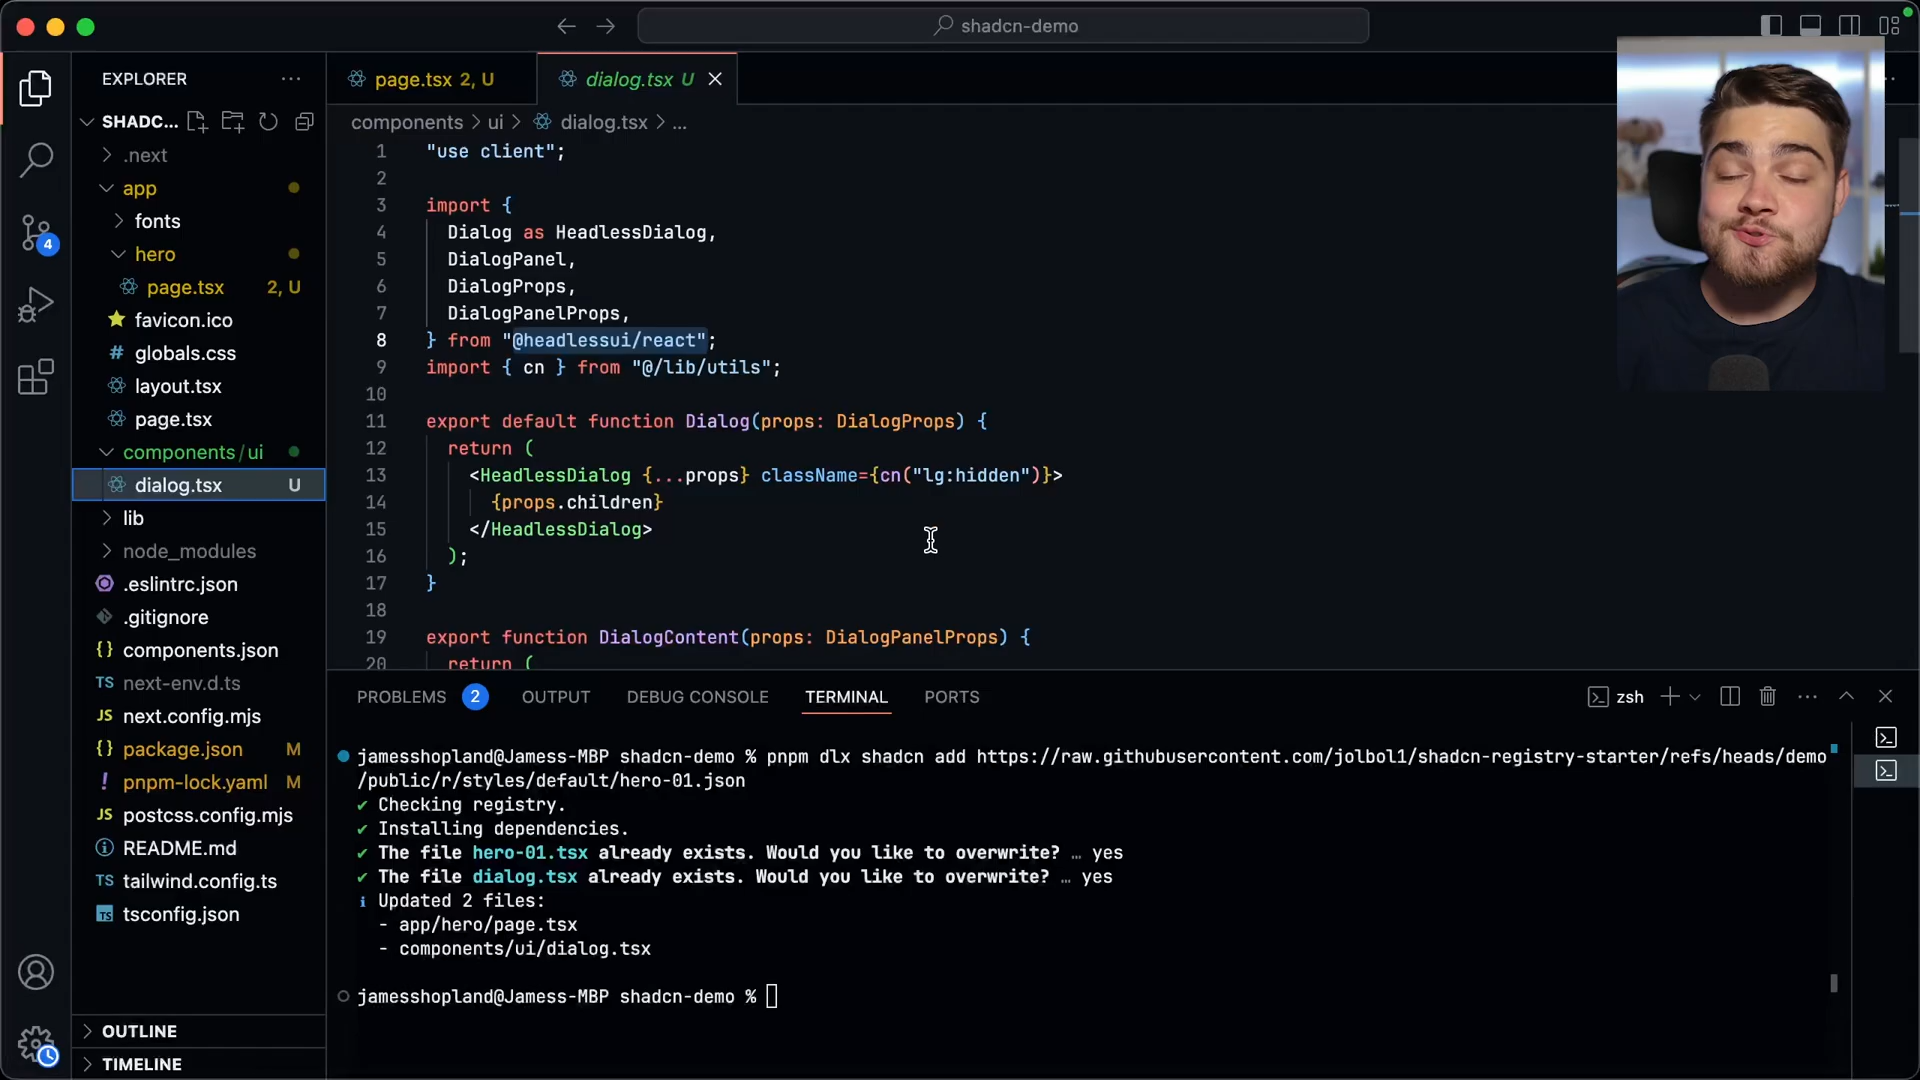 shadcn-demo
EXPLORER
page.tsx 2, U
dialog.tsx U
SHADC...
components > ui > dialog.tsx > ...
.next
app
fonts
hero
page.tsx 2, U
favicon.ico
globals.css
layout.tsx
page.tsx
components/ui
dialog.tsx U
lib
node_modules
.eslintrc.json
.gitignore
components.json
next-env.d.ts
next.config.mjs
package.json M
pnpm-lock.yaml M
postcss.config.mjs
README.md
tailwind.config.ts
tsconfig.json
OUTLINE
TIMELINE
4
1 "use client";
2
3 import {
4 Dialog as HeadlessDialog,
5 DialogPanel,
6 DialogProps,
7 DialogPanelProps,
8 } from "@headlessui/react";
9 import { cn } from "@/lib/utils";
10
11 export default function Dialog(props: DialogProps) {
12 return (
13 <HeadlessDialog {...props} className={cn("lg:hidden")}>
14 {props.children}
15 </HeadlessDialog>
16 );
17 }
18
19 export function DialogContent(props: DialogPanelProps) {
20 return (
PROBLEMS 2 OUTPUT DEBUG CONSOLE TERMINAL PORTS
zsh
jamesshopland@Jamess-MBP shadcn-demo % pnpm dlx shadcn add https://raw.githubusercontent.com/jolbol1/shadcn-registry-starter/refs/heads/demo
/public/r/styles/default/hero-01.json
✔ Checking registry.
✔ Installing dependencies.
✔ The file hero-01.tsx already exists. Would you like to overwrite? … yes
✔ The file dialog.tsx already exists. Would you like to overwrite? … yes
ℹ Updated 2 files:
- app/hero/page.tsx
- components/ui/dialog.tsx
jamesshopland@Jamess-MBP shadcn-demo %